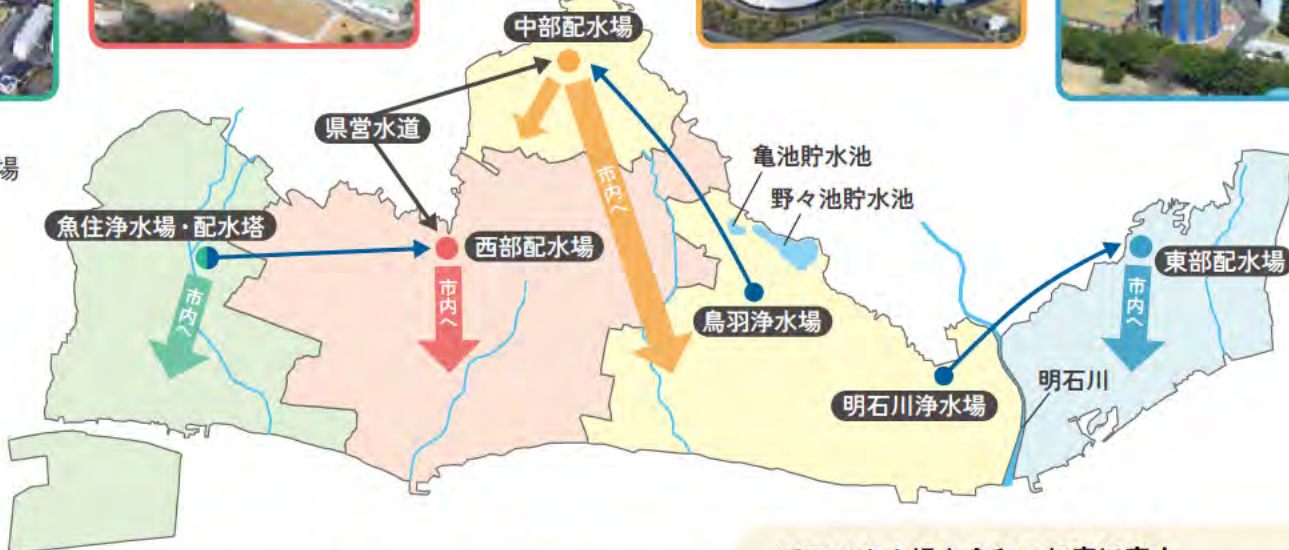 中部配水場
県営水道
場
亀池貯水池
市内へ
野々池貯水池
魚住浄水場・配水塔
西部配水場
東部配水場
市内へ
市内へ
市内へ
鳥羽浄水場
明石川
明石川浄水場